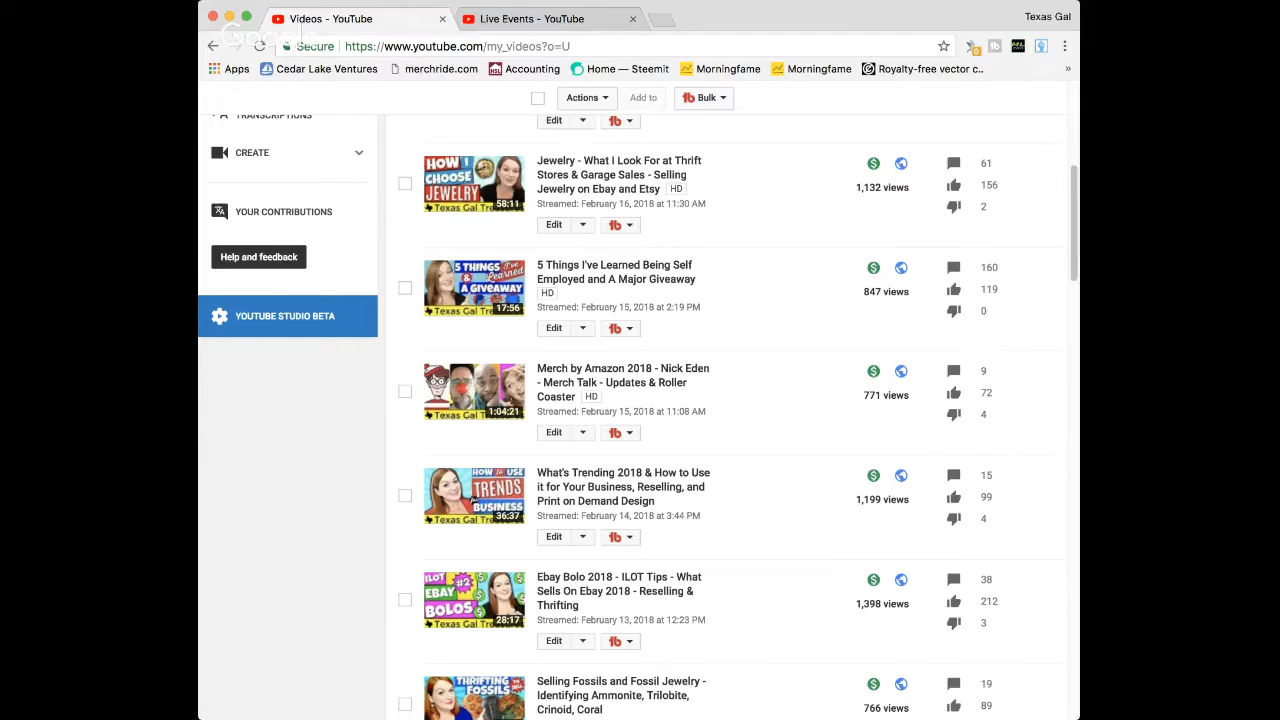 Videos - YouTube
Live Events - YouTube
Texas Gal
Secure
https://www.youtube.com/my_videos?o=U
Apps
Cedar Lake Ventures
merchride.com
Accounting
Home — Steemit
Morningfame
Morningfame
Royalty-free vector c..
»
Actions
Add to
Bulk
TRANSCRIPTIONS
Edit
CREATE
YOUR CONTRIBUTIONS
Help and feedback
YOUTUBE STUDIO BETA
HOW I
CHOOSE
JEWELRY
58:11
Jewelry - What I Look For at Thrift
Stores & Garage Sales - Selling
Jewelry on Ebay and Etsy HD
Streamed: February 16, 2018 at 11:30 AM
Edit
1,132 views
61
156
2
5 THINGS I've
Learned
& A GIVEAWAY
17:56
5 Things I've Learned Being Self
Employed and A Major Giveaway
HD
Streamed: February 15, 2018 at 2:19 PM
Edit
847 views
160
119
0
Texas Gal
1:04:21
Merch by Amazon 2018 - Nick Eden
- Merch Talk - Updates & Roller
Coaster HD
Streamed: February 15, 2018 at 11:08 AM
Edit
771 views
9
72
4
HOW TO USE
TRENDS
BUSINESS
36:37
What's Trending 2018 & How to Use
it for Your Business, Reselling, and
Print on Demand Design
Streamed: February 14, 2018 at 3:44 PM
Edit
1,199 views
15
99
4
ILOT #2
EBAY
BOLOS
28:17
Ebay Bolo 2018 - ILOT Tips - What
Sells On Ebay 2018 - Reselling &
Thrifting
Streamed: February 13, 2018 at 12:23 PM
Edit
1,398 views
38
212
3
THRIFTING
FOSSILS
Selling Fossils and Fossil Jewelry -
Identifying Ammonite, Trilobite,
Crinoid, Coral
766 views
19
89